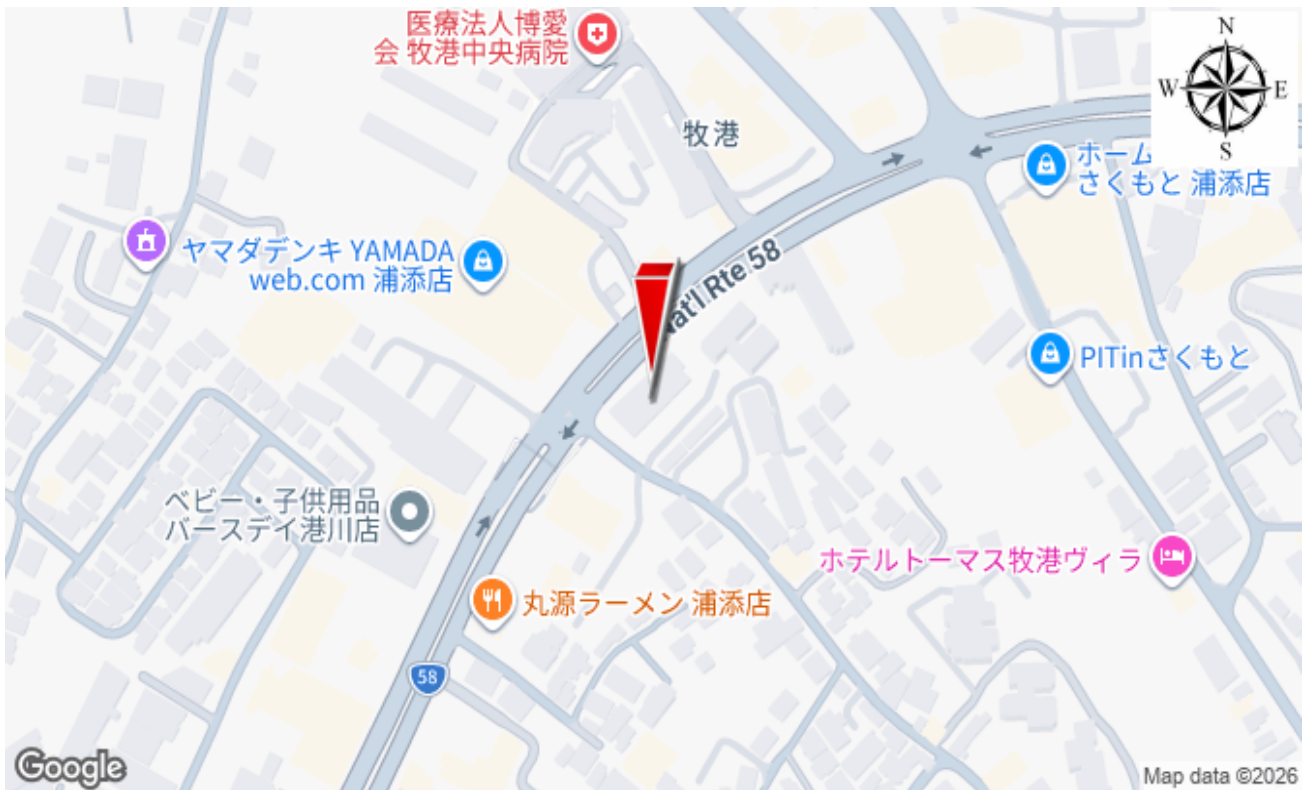 医療法人博愛
会 牧港中央病院
N
W
E
S
牧港
ホーム
さくもと 浦添店
ヤマダデンキ YAMADA
web.com 浦添店
Nat'l Rte 58
PITinさくもと
ベビー・子供用品
バースデイ港川店
ホテルトーマス牧港ヴィラ
丸源ラーメン 浦添店
58
Google
Map data ©2026